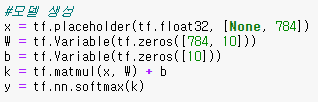 #모델 생성
x = tf.placeholder(tf.float32, [None, 784])
W = tf.Variable(tf.zeros([784, 10]))
b = tf.Variable(tf.zeros([10]))
k = tf.matmul(x, W) + b
y = tf.nn.softmax(k)